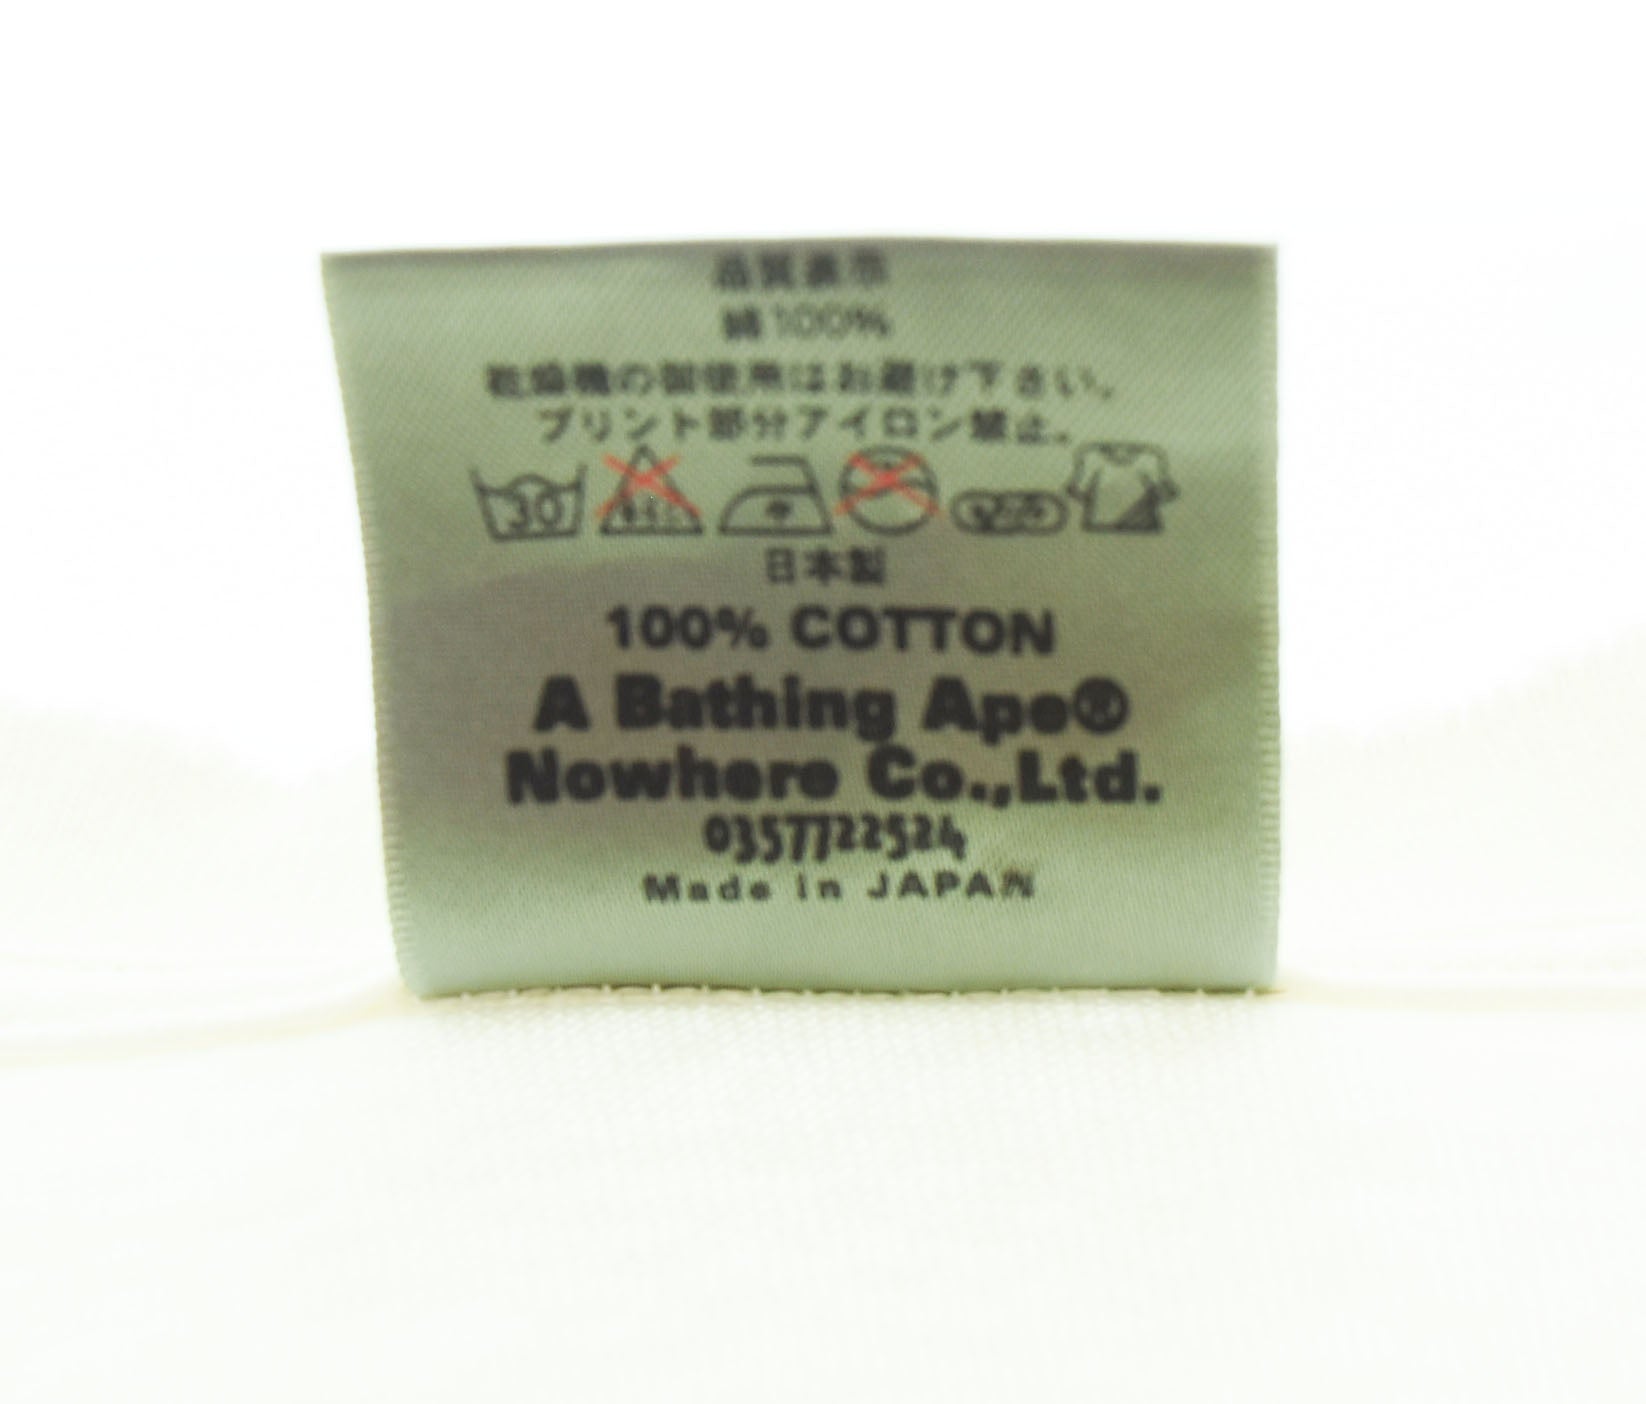 品質表示
綿100%
乾燥機の御使用はお避け下さい。
プリント部分アイロン禁止。
30
日本製
100% COTTON
A Bathing Ape®
Nowhere Co.,Ltd.
0357722524
Made in JAPAN